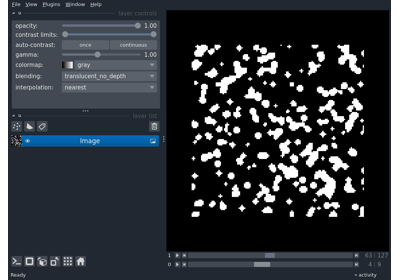 File View Plugins Window Help
layer controls
opacity: 1.00
contrast limits:
auto-contrast: once continuous
gamma: 1.00
colormap: gray
blending: translucent_no_depth
interpolation: nearest
layer list
Image
1 63 127
0 4 9
Ready activity